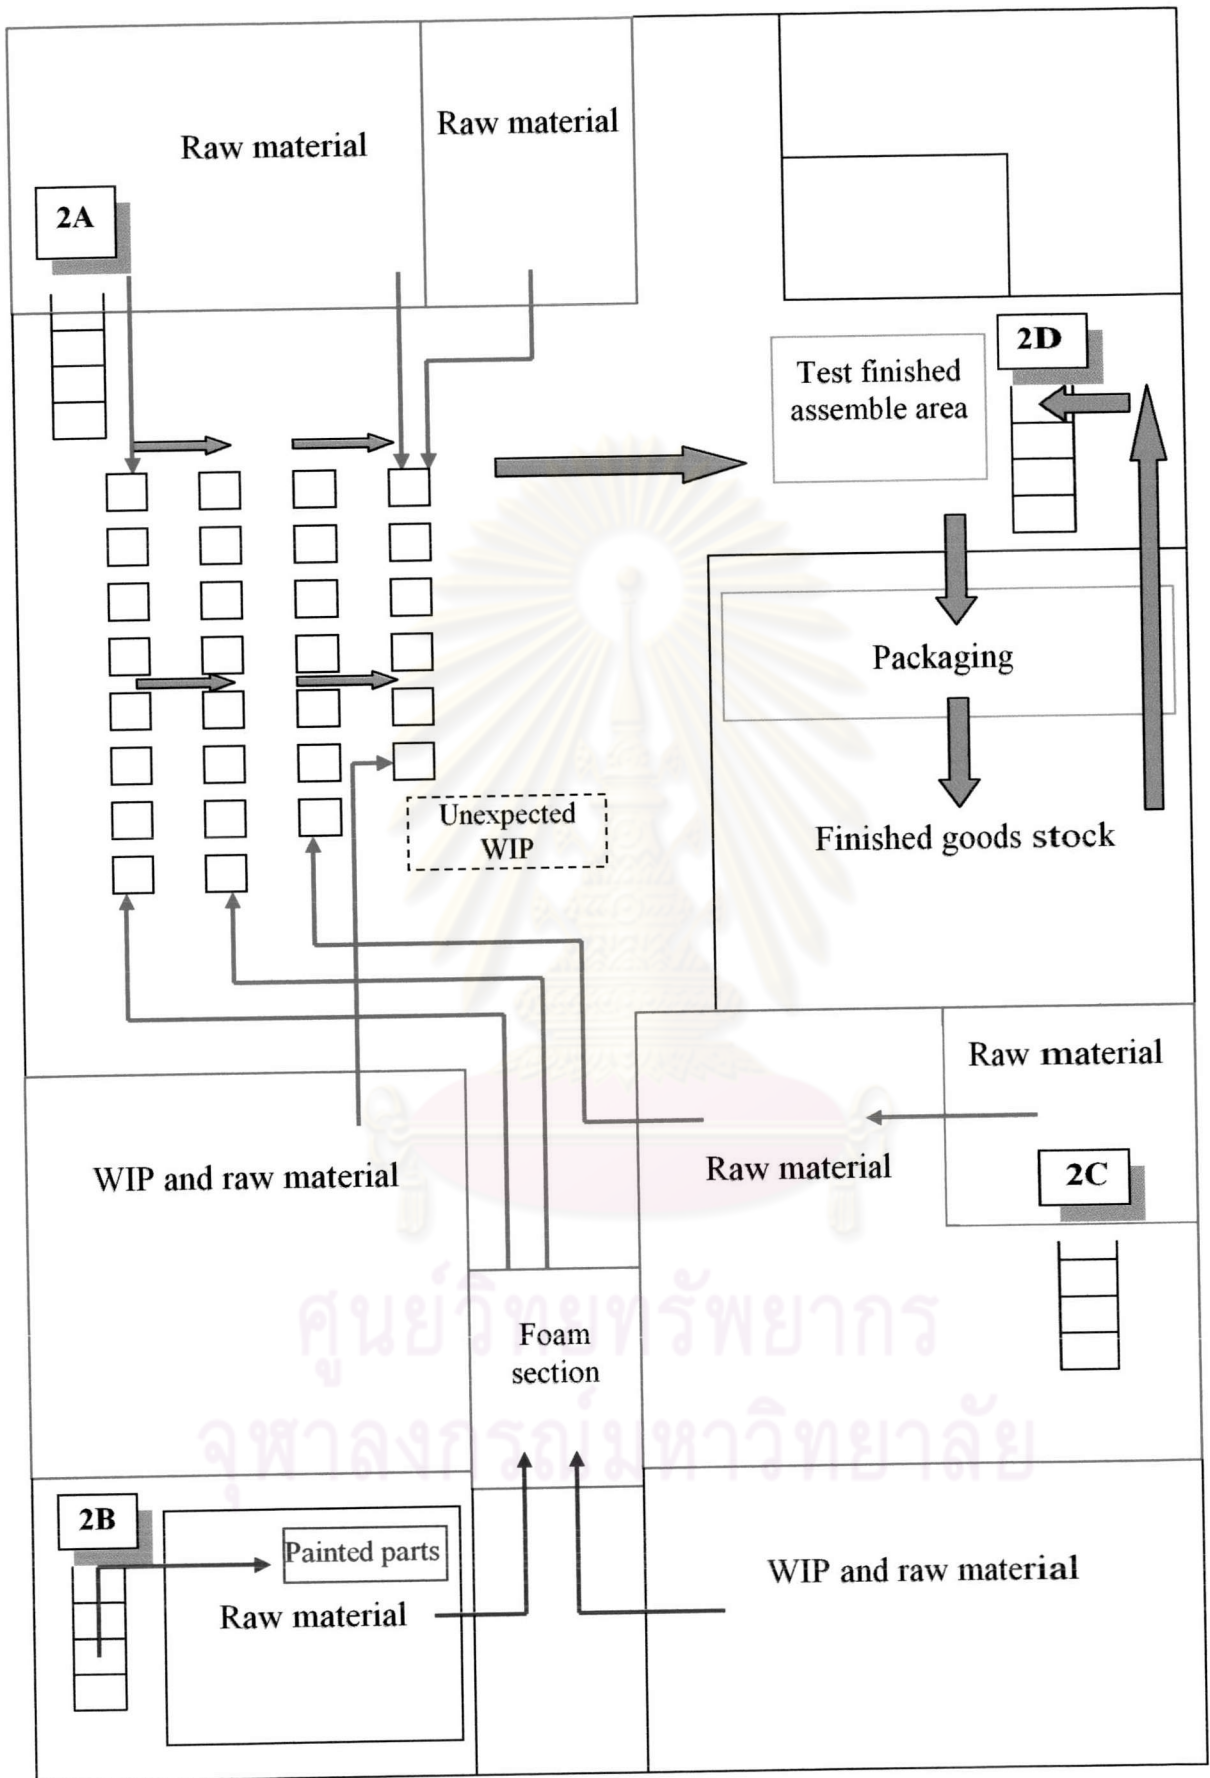 Raw material
Raw material
2A
2D
Test finished
assemble area
Packaging
Unexpected
WIP
Finished goods stock
Raw material
WIP and raw material
Raw material
2C
Foam
section
ศูนย์วิทยทรัพยากร
จุฬาลงกรณ์มหาวิทยาลัย
2B
Painted parts
Raw material
WIP and raw material